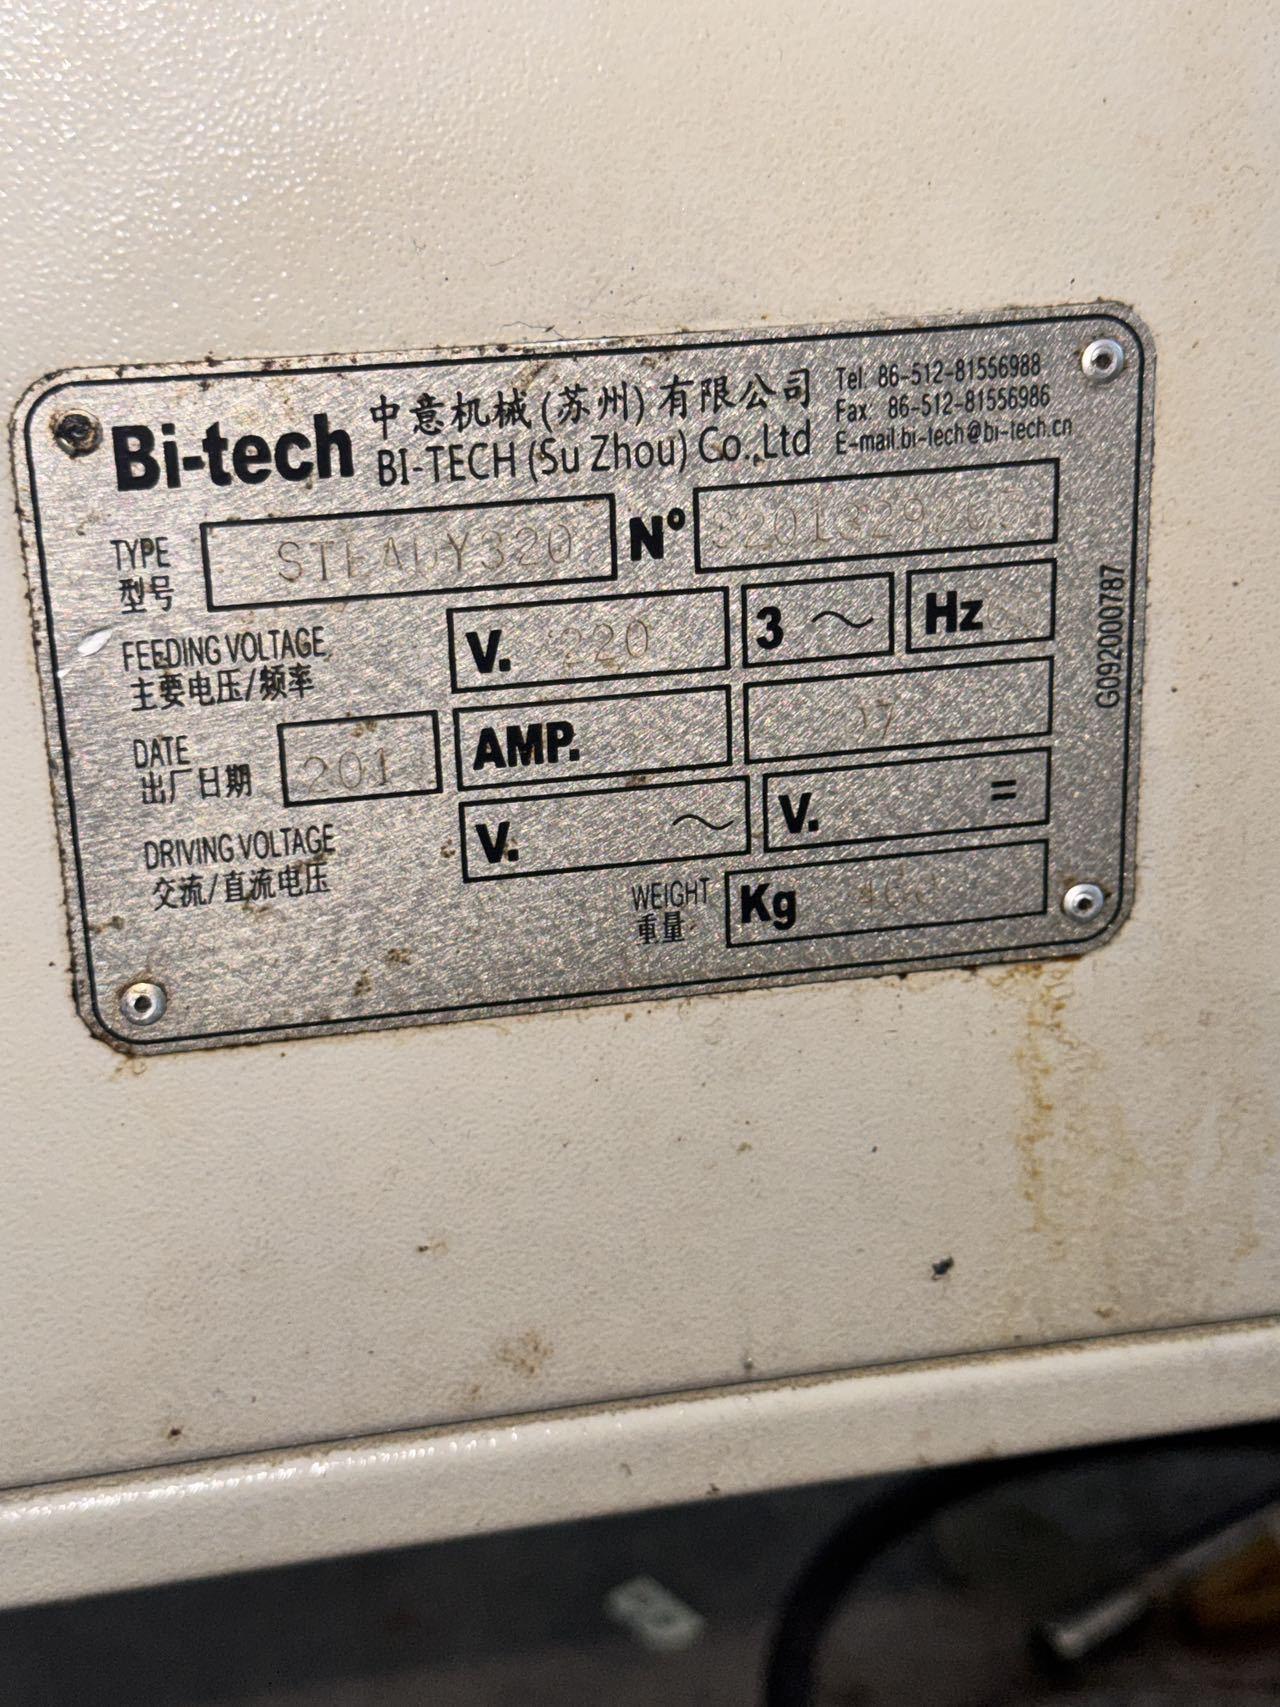 Bi-tech
中意机械(苏州)有限公司
BI-TECH (Su Zhou) Co.,Ltd
Tel: 86-512-81556988
Fax: 86-512-81556986
E-mail.bi-tech@bi-tech.cn
TYPE STEADY320 Nº
型号
FEEDING VOLTAGE V. 220 3 ~ Hz
主要电压/频率
DATE 201 AMP. 07
出厂日期
DRIVING VOLTAGE V. ~ V. =
交流/直流电压
WEIGHT Kg
重量
G092000787